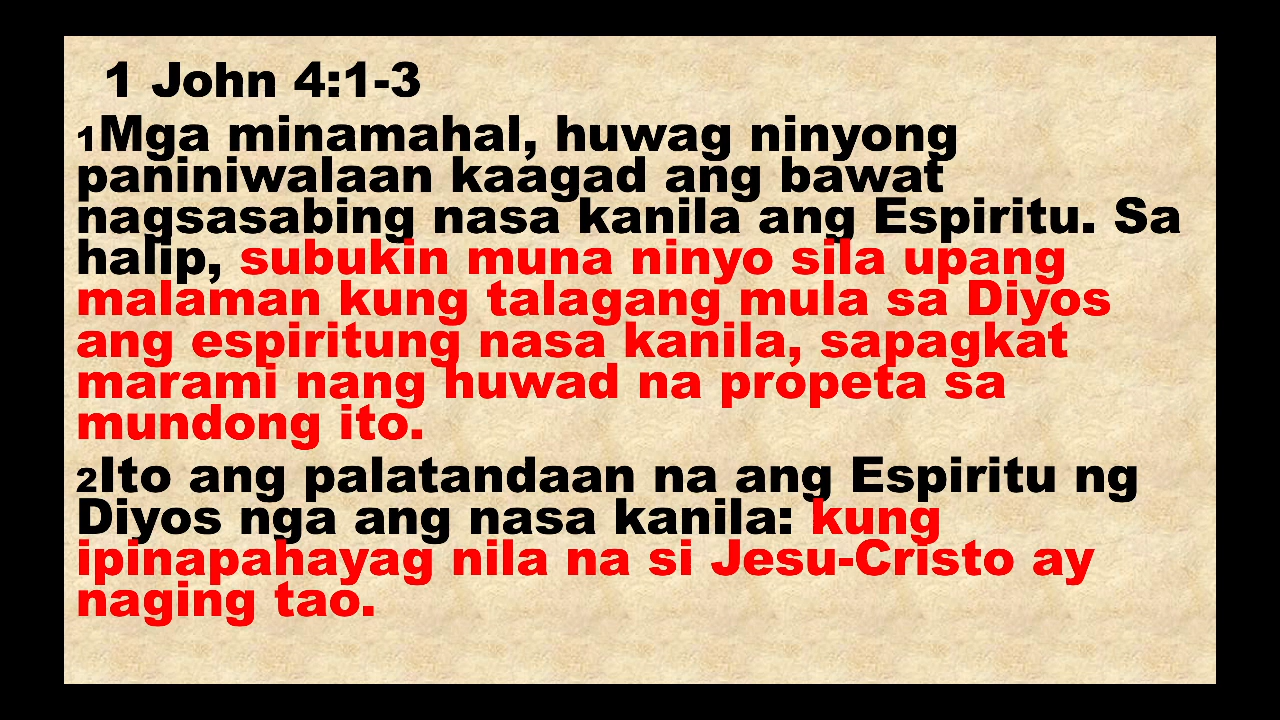 1 John 4:1-3
1Mga minamahal, huwag ninyong
paniniwalaan kaagad ang bawat
nagsasabing nasa kanila ang Espiritu. Sa
halip, subukin muna ninyo sila upang
malaman kung talagang mula sa Diyos
ang espiritung nasa kanila, sapagkat
marami nang huwad na propeta sa
mundong ito.
2Ito ang palatandaan na ang Espiritu ng
Diyos nga ang nasa kanila: kung
ipinapahayag nila na si Jesu-Cristo ay
naging tao.